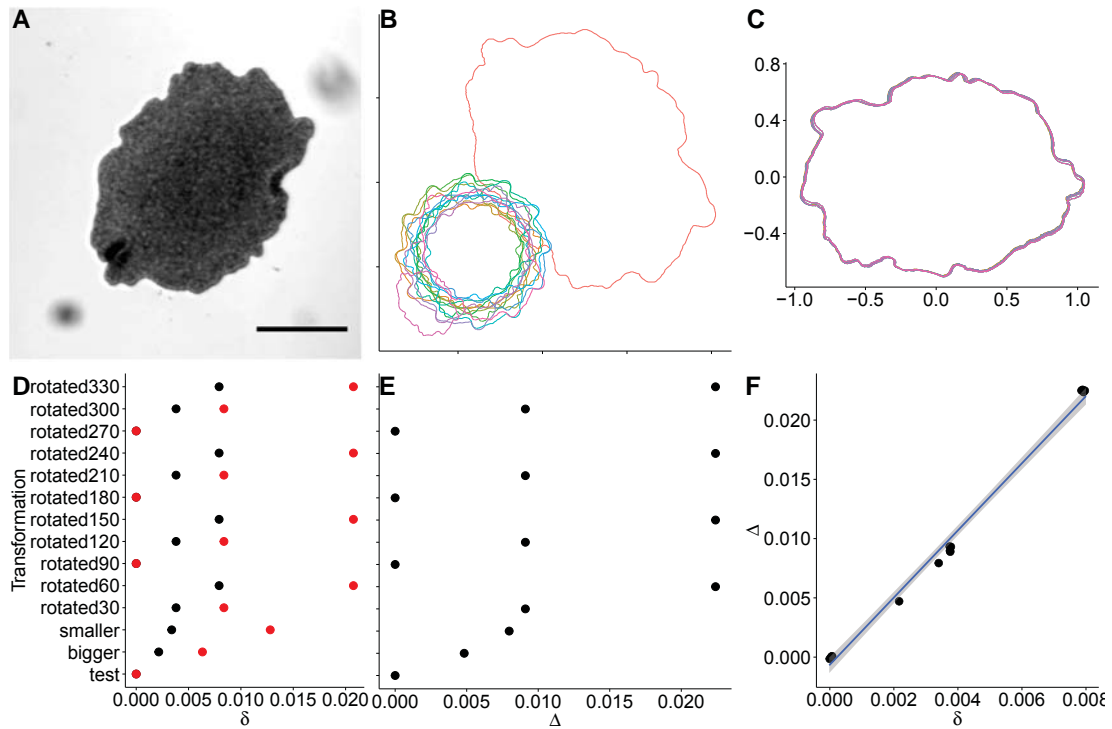 A
B
C
0.8
0.4
0.0
−0.4
−1.0 −0.5 0.0 0.5 1.0
D
Transformation
rotated330
rotated300
rotated270
rotated240
rotated210
rotated180
rotated150
rotated120
rotated90
rotated60
rotated30
smaller
bigger
test
0.000 0.005 0.010 0.015 0.020
δ
E
0.000 0.005 0.010 0.015 0.020
Δ
F
Δ
0.020
0.015
0.010
0.005
0.000
0.000 0.002 0.004 0.006 0.008
δ